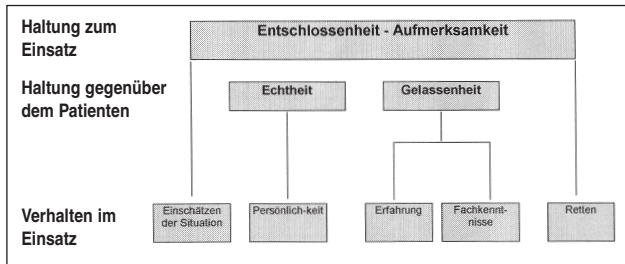 Haltung zum
Einsatz
Entschlossenheit - Aufmerksamkeit
Haltung gegenüber
dem Patienten
Echtheit
Gelassenheit
Verhalten im
Einsatz
Einschätzen
der Situation
Persönlich-keit
Erfahrung
Fachkennt-
nisse
Retten